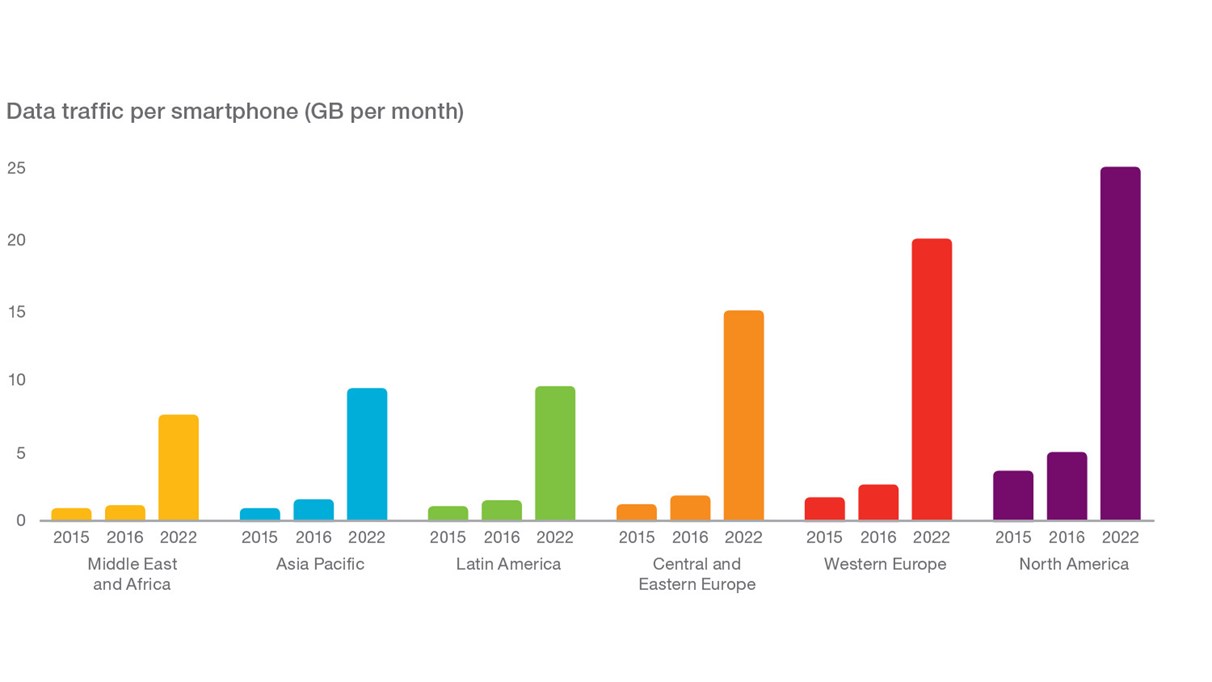 Data traffic per smartphone (GB per month)
25
20
15
10
5
0
2015 2016 2022 2015 2016 2022 2015 2016 2022 2015 2016 2022 2015 2016 2022 2015 2016 2022
Middle East Asia Pacific Latin America Central and Western Europe North America
and Africa Eastern Europe